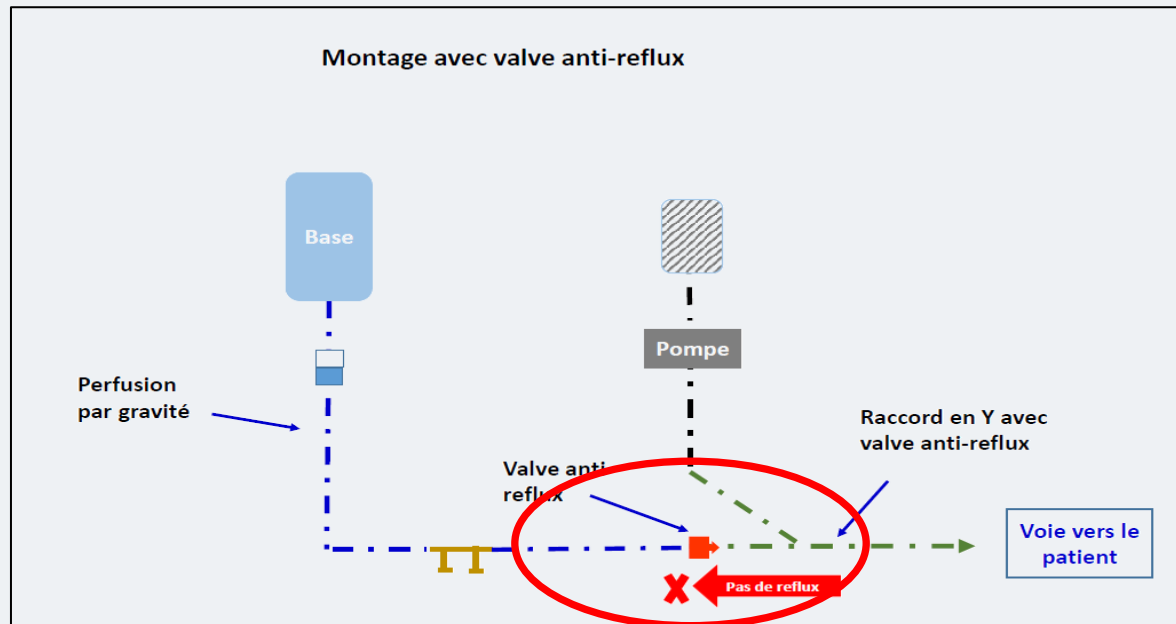 Montage avec valve anti-reflux
Base
Pompe
Perfusion
par gravité
Raccord en Y avec
valve anti-reflux
Valve anti-
reflux
Voie vers le
patient
Pas de reflux